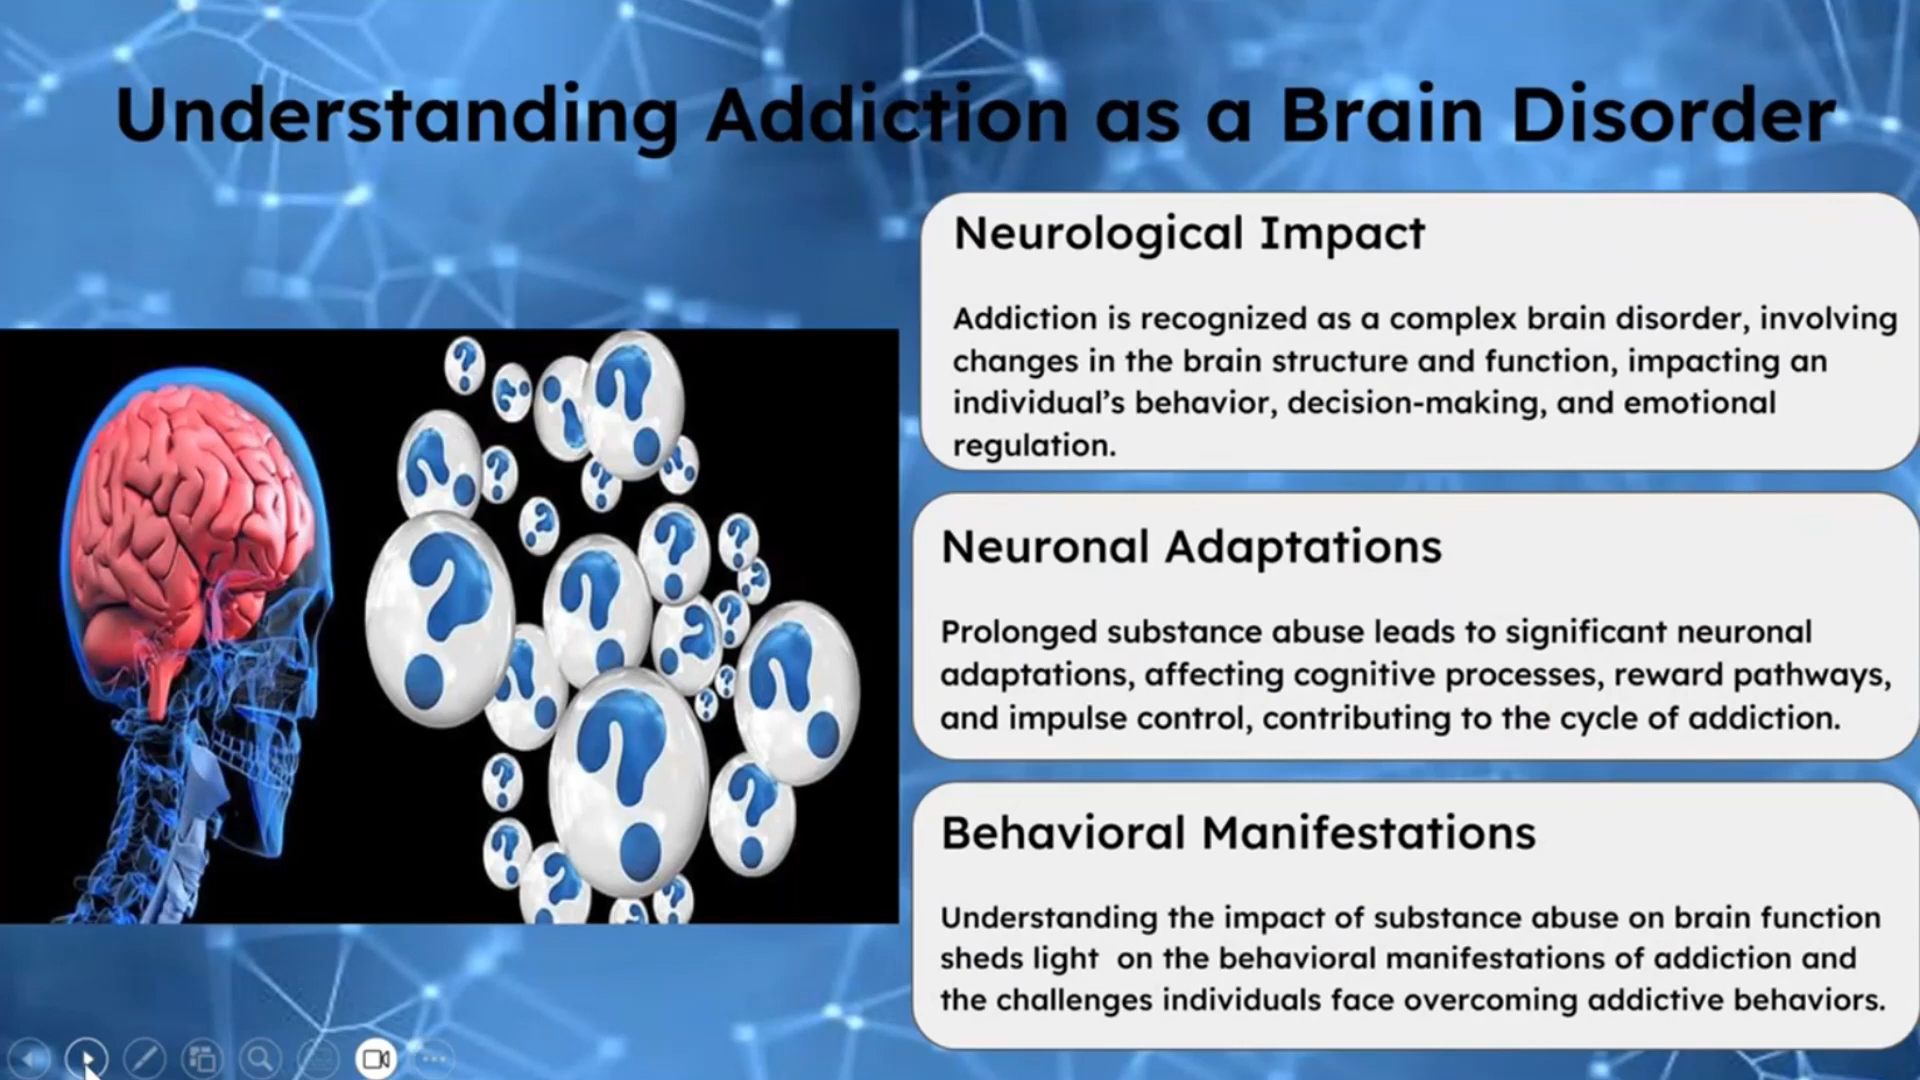 Understanding Addiction as a Brain Disorder
Neurological Impact
Addiction is recognized as a complex brain disorder, involving
changes in the brain structure and function, impacting an
individual’s behavior, decision-making, and emotional
regulation.
Neuronal Adaptations
Prolonged substance abuse leads to significant neuronal
adaptations, affecting cognitive processes, reward pathways,
and impulse control, contributing to the cycle of addiction.
Behavioral Manifestations
Understanding the impact of substance abuse on brain function
sheds light  on the behavioral manifestations of addiction and
the challenges individuals face overcoming addictive behaviors.